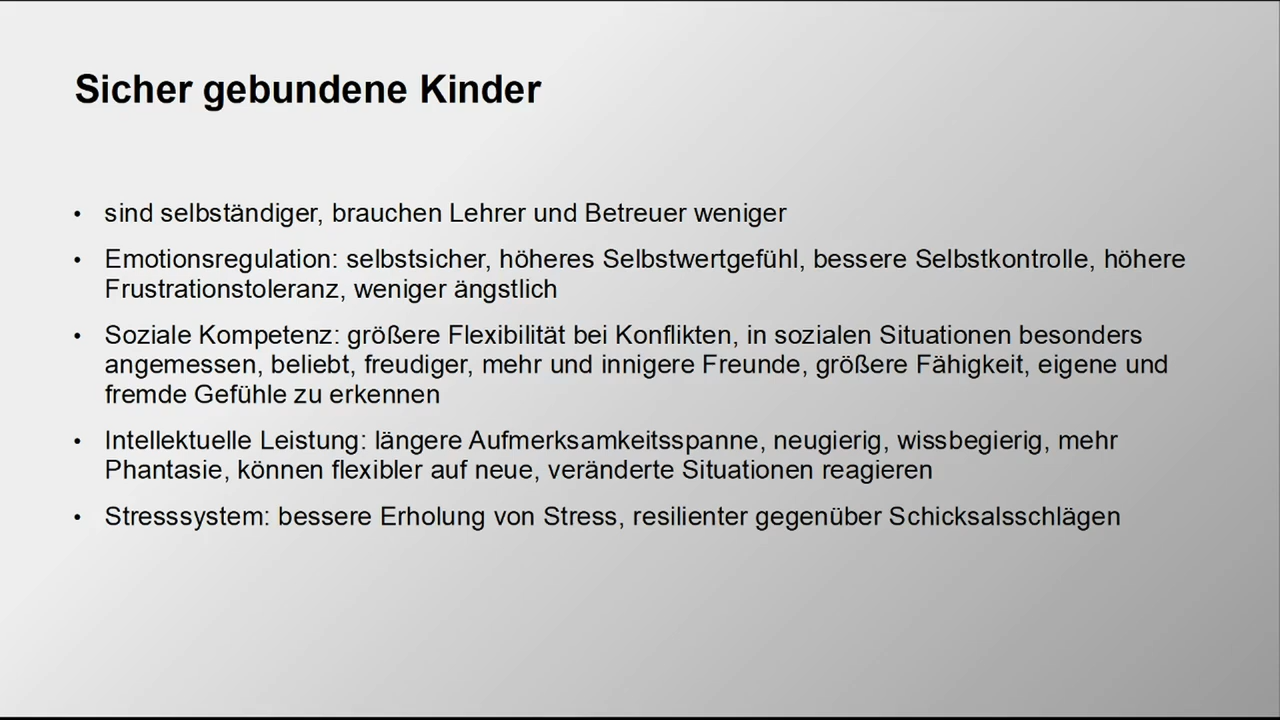 Sicher gebundene Kinder
• sind selbständiger, brauchen Lehrer und Betreuer weniger
• Emotionsregulation: selbstsicher, höheres Selbstwertgefühl, bessere Selbstkontrolle, höhere
Frustrationstoleranz, weniger ängstlich
• Soziale Kompetenz: größere Flexibilität bei Konflikten, in sozialen Situationen besonders
angemessen, beliebt, freudiger, mehr und innigere Freunde, größere Fähigkeit, eigene und
fremde Gefühle zu erkennen
• Intellektuelle Leistung: längere Aufmerksamkeitsspanne, neugierig, wissbegierig, mehr
Phantasie, können flexibler auf neue, veränderte Situationen reagieren
• Stresssystem: bessere Erholung von Stress, resilienter gegenüber Schicksalsschlägen